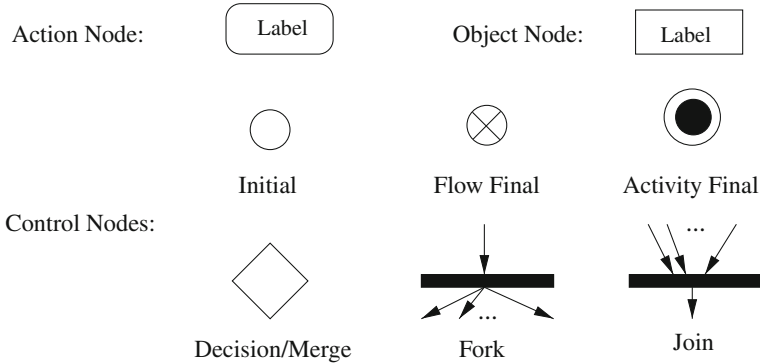 Action Node:
Label
Object Node:
Label
Initial
Flow Final
Activity Final
Control Nodes:
...
...
Decision/Merge
Fork
Join